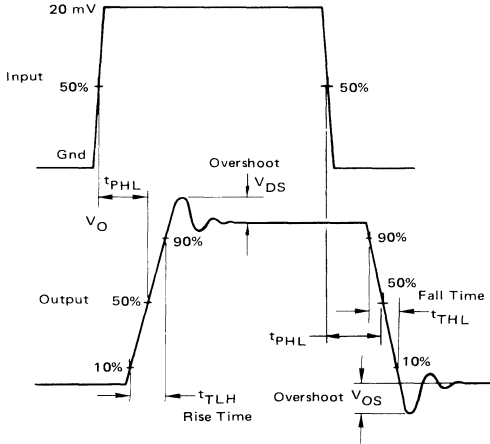 20 mV
Input
50%
50%
Gnd
Overshoot
tPHL
VDS
VO
90%
90%
Output
50%
50%
Fall Time
tTHL
tPHL
10%
10%
tTLH
Rise Time
Overshoot
VOS